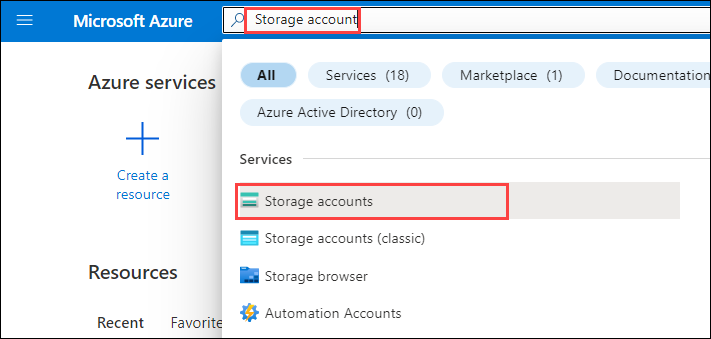 Microsoft Azure
Storage account
Azure services
Create a
resource
Resources
Recent Favorite
All Services (18) Marketplace (1) Documentation
Azure Active Directory (0)
Services
Storage accounts
Storage accounts (classic)
Storage browser
Automation Accounts